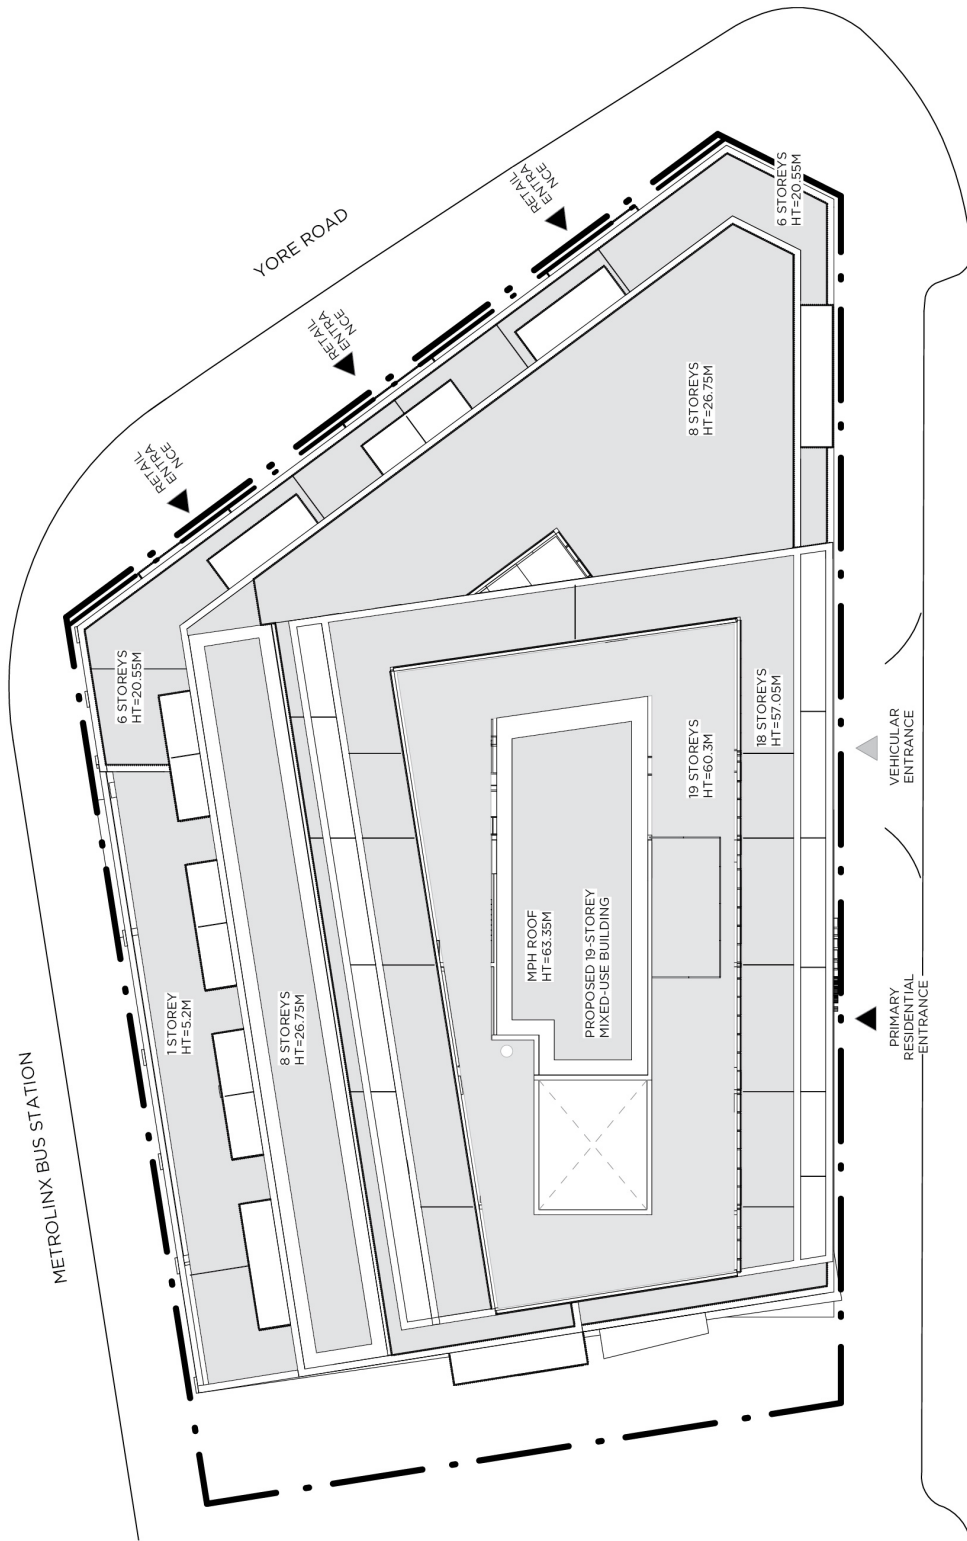 YORE ROAD
RETAIL
ENTRA
NCE
RETAIL
ENTRA
NCE
RETAIL
ENTRA
NCE
6 STOREYS
HT=20.55M
8 STOREYS
HT=26.75M
6 STOREYS
HT=20.55M
18 STOREYS
HT=57.05M
19 STOREYS
HT=60.3M
VEHICULAR
ENTRANCE
MPH ROOF
HT=63.35M
PROPOSED 19-STOREY
MIXED-USE BUILDING
1 STOREY
HT=5.2M
8 STOREYS
HT=26.75M
PRIMARY
RESIDENTIAL
ENTRANCE
METROLINX BUS STATION